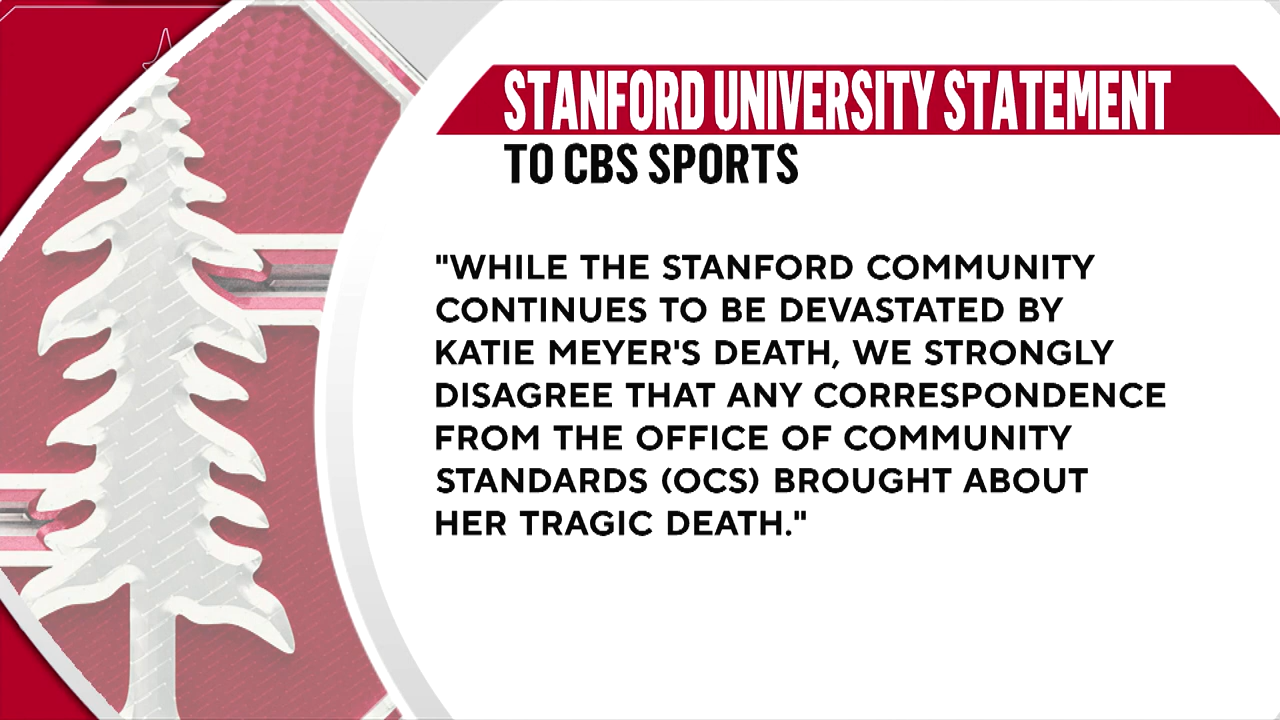 STANFORD UNIVERSITY STATEMENT
TO CBS SPORTS
"WHILE THE STANFORD COMMUNITY
CONTINUES TO BE DEVASTATED BY
KATIE MEYER'S DEATH, WE STRONGLY
DISAGREE THAT ANY CORRESPONDENCE
FROM THE OFFICE OF COMMUNITY
STANDARDS (OCS) BROUGHT ABOUT
HER TRAGIC DEATH."